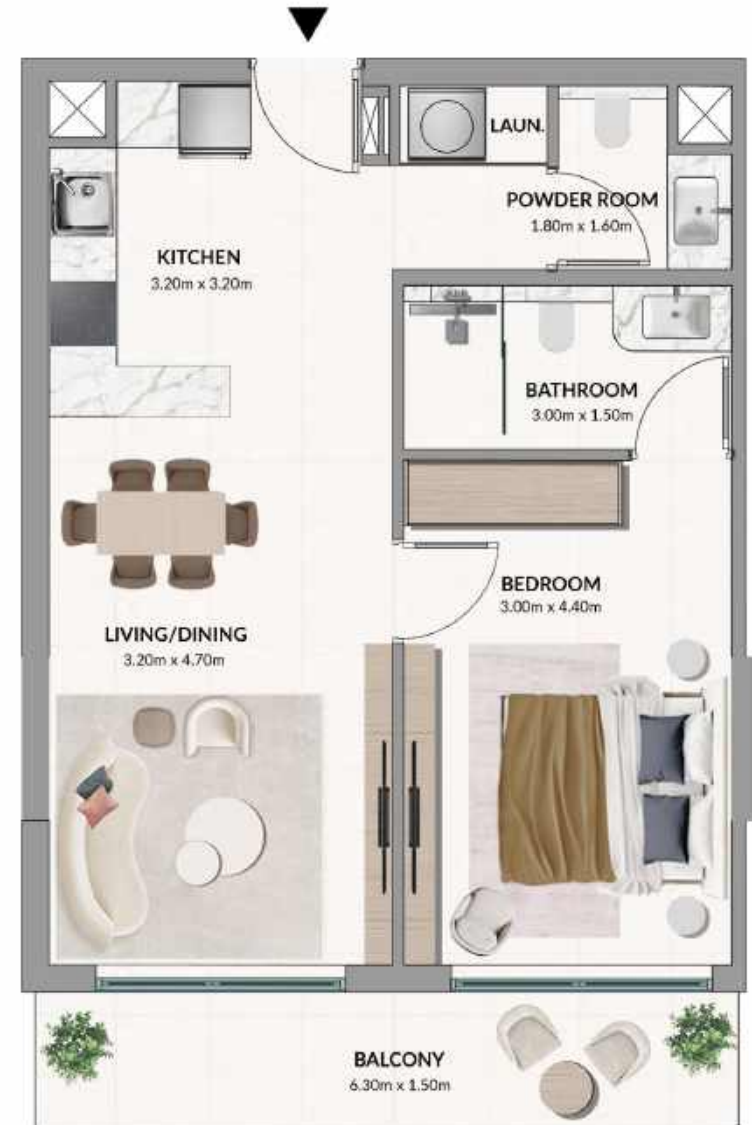 LAUN.
POWDER ROOM
1.80m x 1.60m
KITCHEN
3.20m x 3.20m
BATHROOM
3.00m x 1.50m
BEDROOM
3.00m x 4.40m
LIVING/DINING
3.20m x 4.70m
BALCONY
6.30m x 1.50m